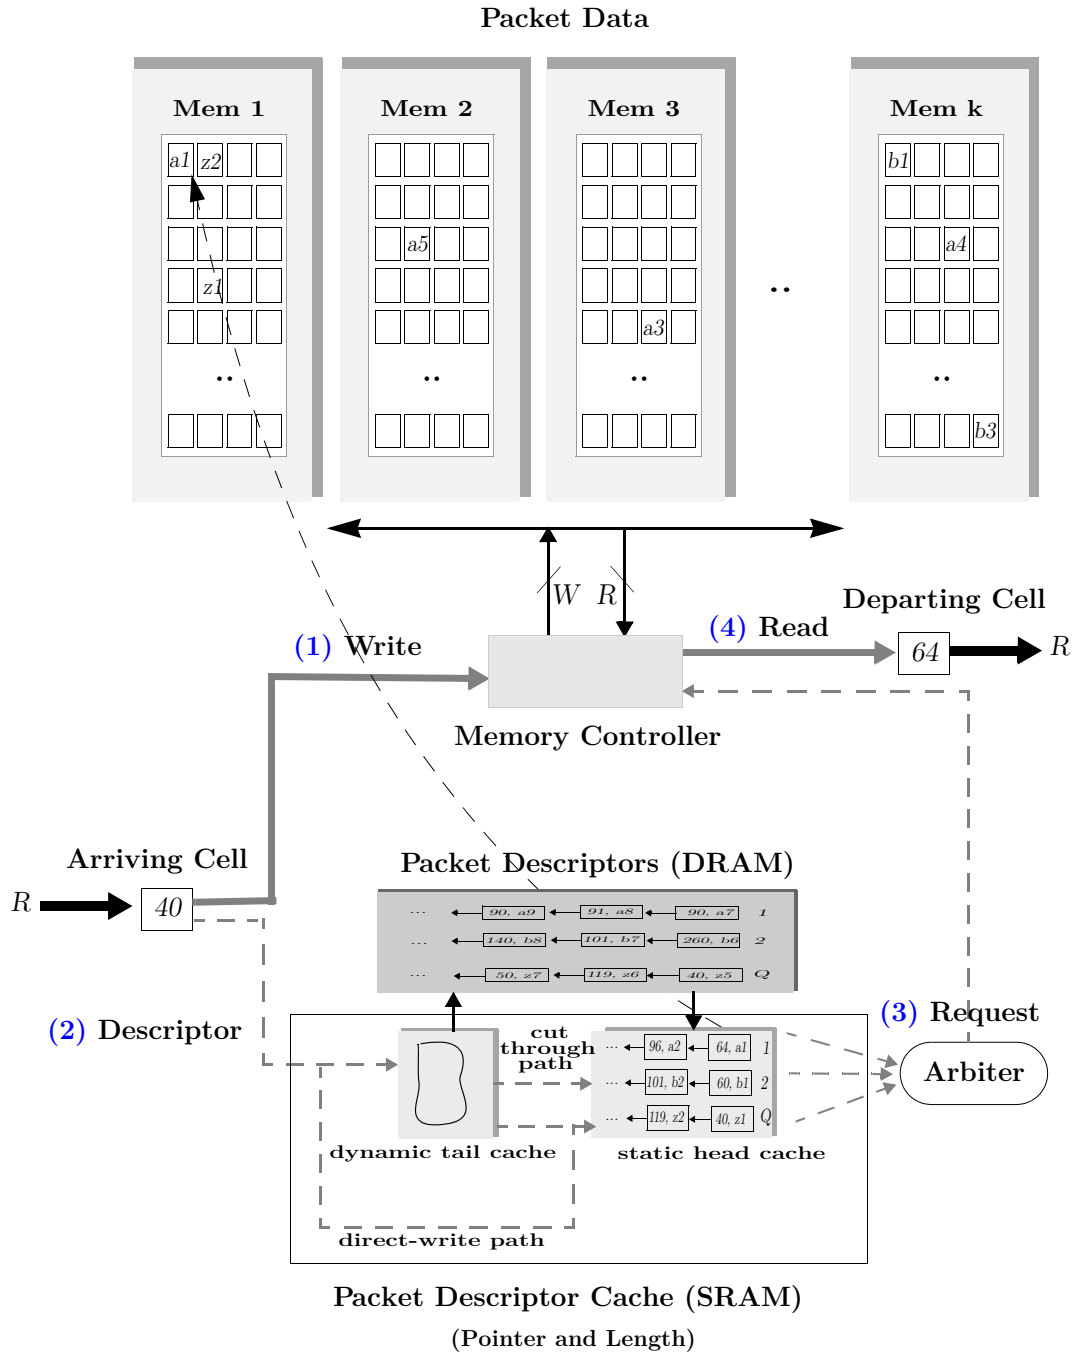 Packet Data
Mem 1 Mem 2 Mem 3 Mem k
a1 z2 b1
a5 a4
z1 ..
a3
.. .. .. ..
b3
W R
Departing Cell
(1) Write (4) Read
64 R
Memory Controller
Arriving Cell
R 40
Packet Descriptors (DRAM)
... 90, a9 91, a8 90, a7 1
... 140, b8 101, b7 260, b6 2
... 50, z7 119, z6 40, z5 Q
(2) Descriptor
(3) Request
cut
through
path
... 96, a2 64, a1 1
... 101, b2 60, b1 2
... 119, z2 40, z1 Q
Arbiter
dynamic tail cache static head cache
direct-write path
Packet Descriptor Cache (SRAM)
(Pointer and Length)